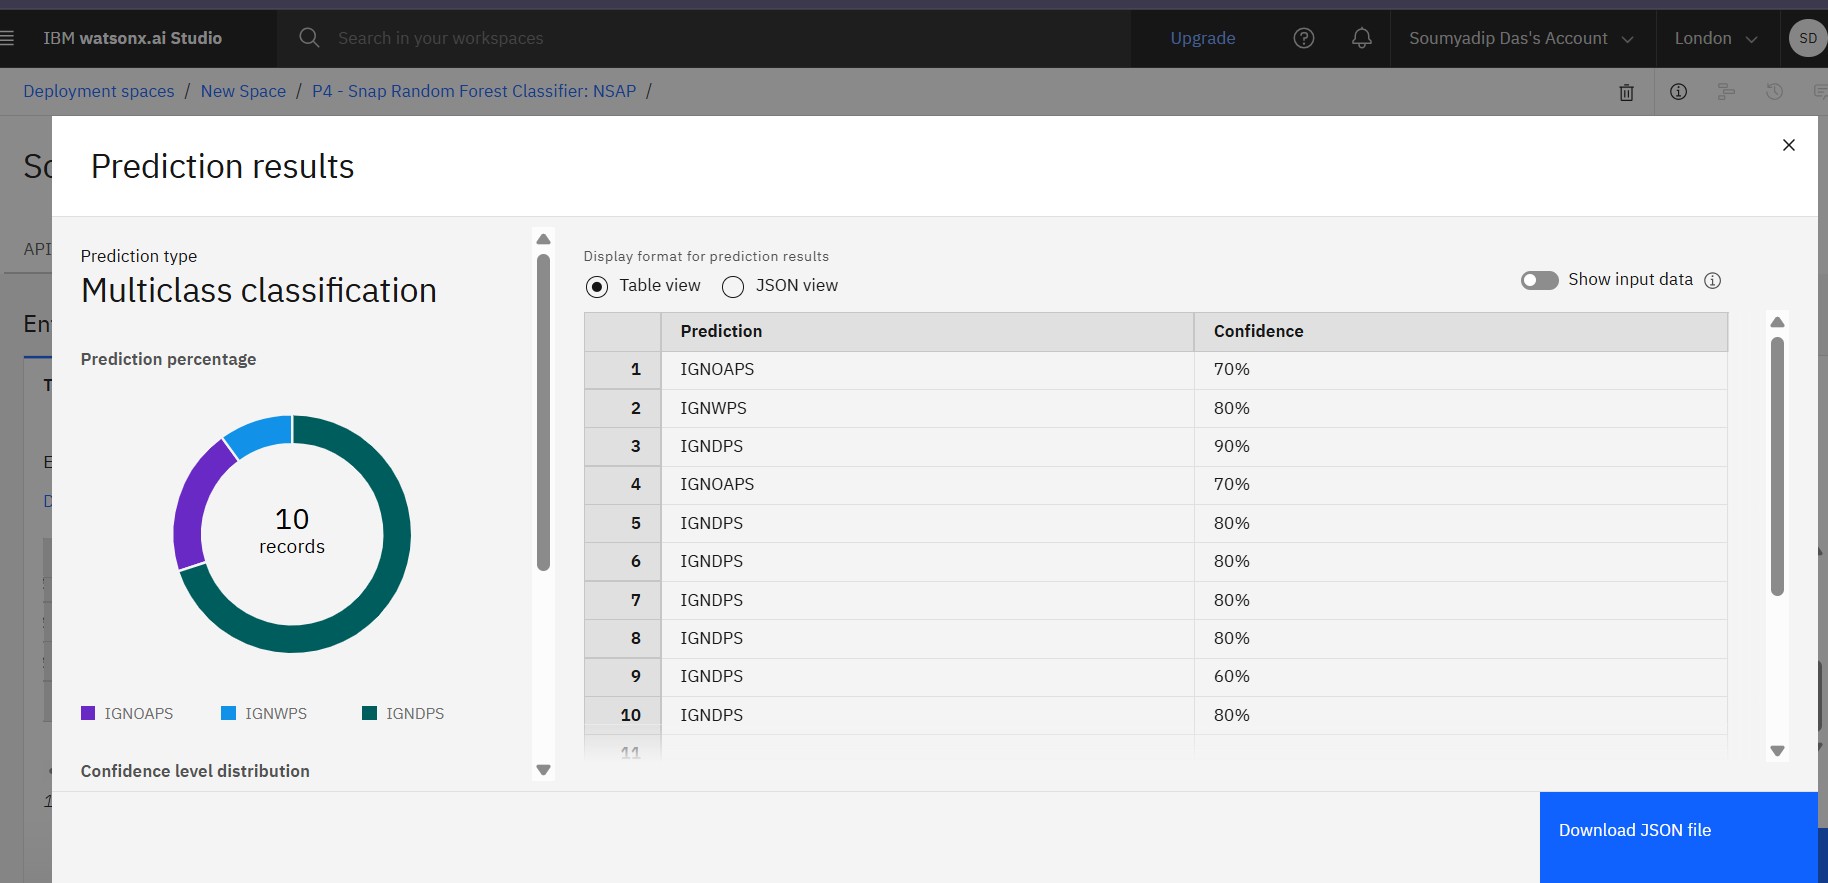 IBM watsonx.ai Studio
Search in your workspaces
Upgrade
Soumyadip Das's Account
London
SD
Deployment spaces / New Space / P4 - Snap Random Forest Classifier: NSAP /
Prediction results
API
Prediction type
Multiclass classification
Prediction percentage
10
records
IGNOAPS IGNWPS IGNDPS
Confidence level distribution
Display format for prediction results
Table view JSON view
Show input data
Prediction Confidence
1 IGNOAPS 70%
2 IGNWPS 80%
3 IGNDPS 90%
4 IGNOAPS 70%
5 IGNDPS 80%
6 IGNDPS 80%
7 IGNDPS 80%
8 IGNDPS 80%
9 IGNDPS 60%
10 IGNDPS 80%
11
Download JSON file